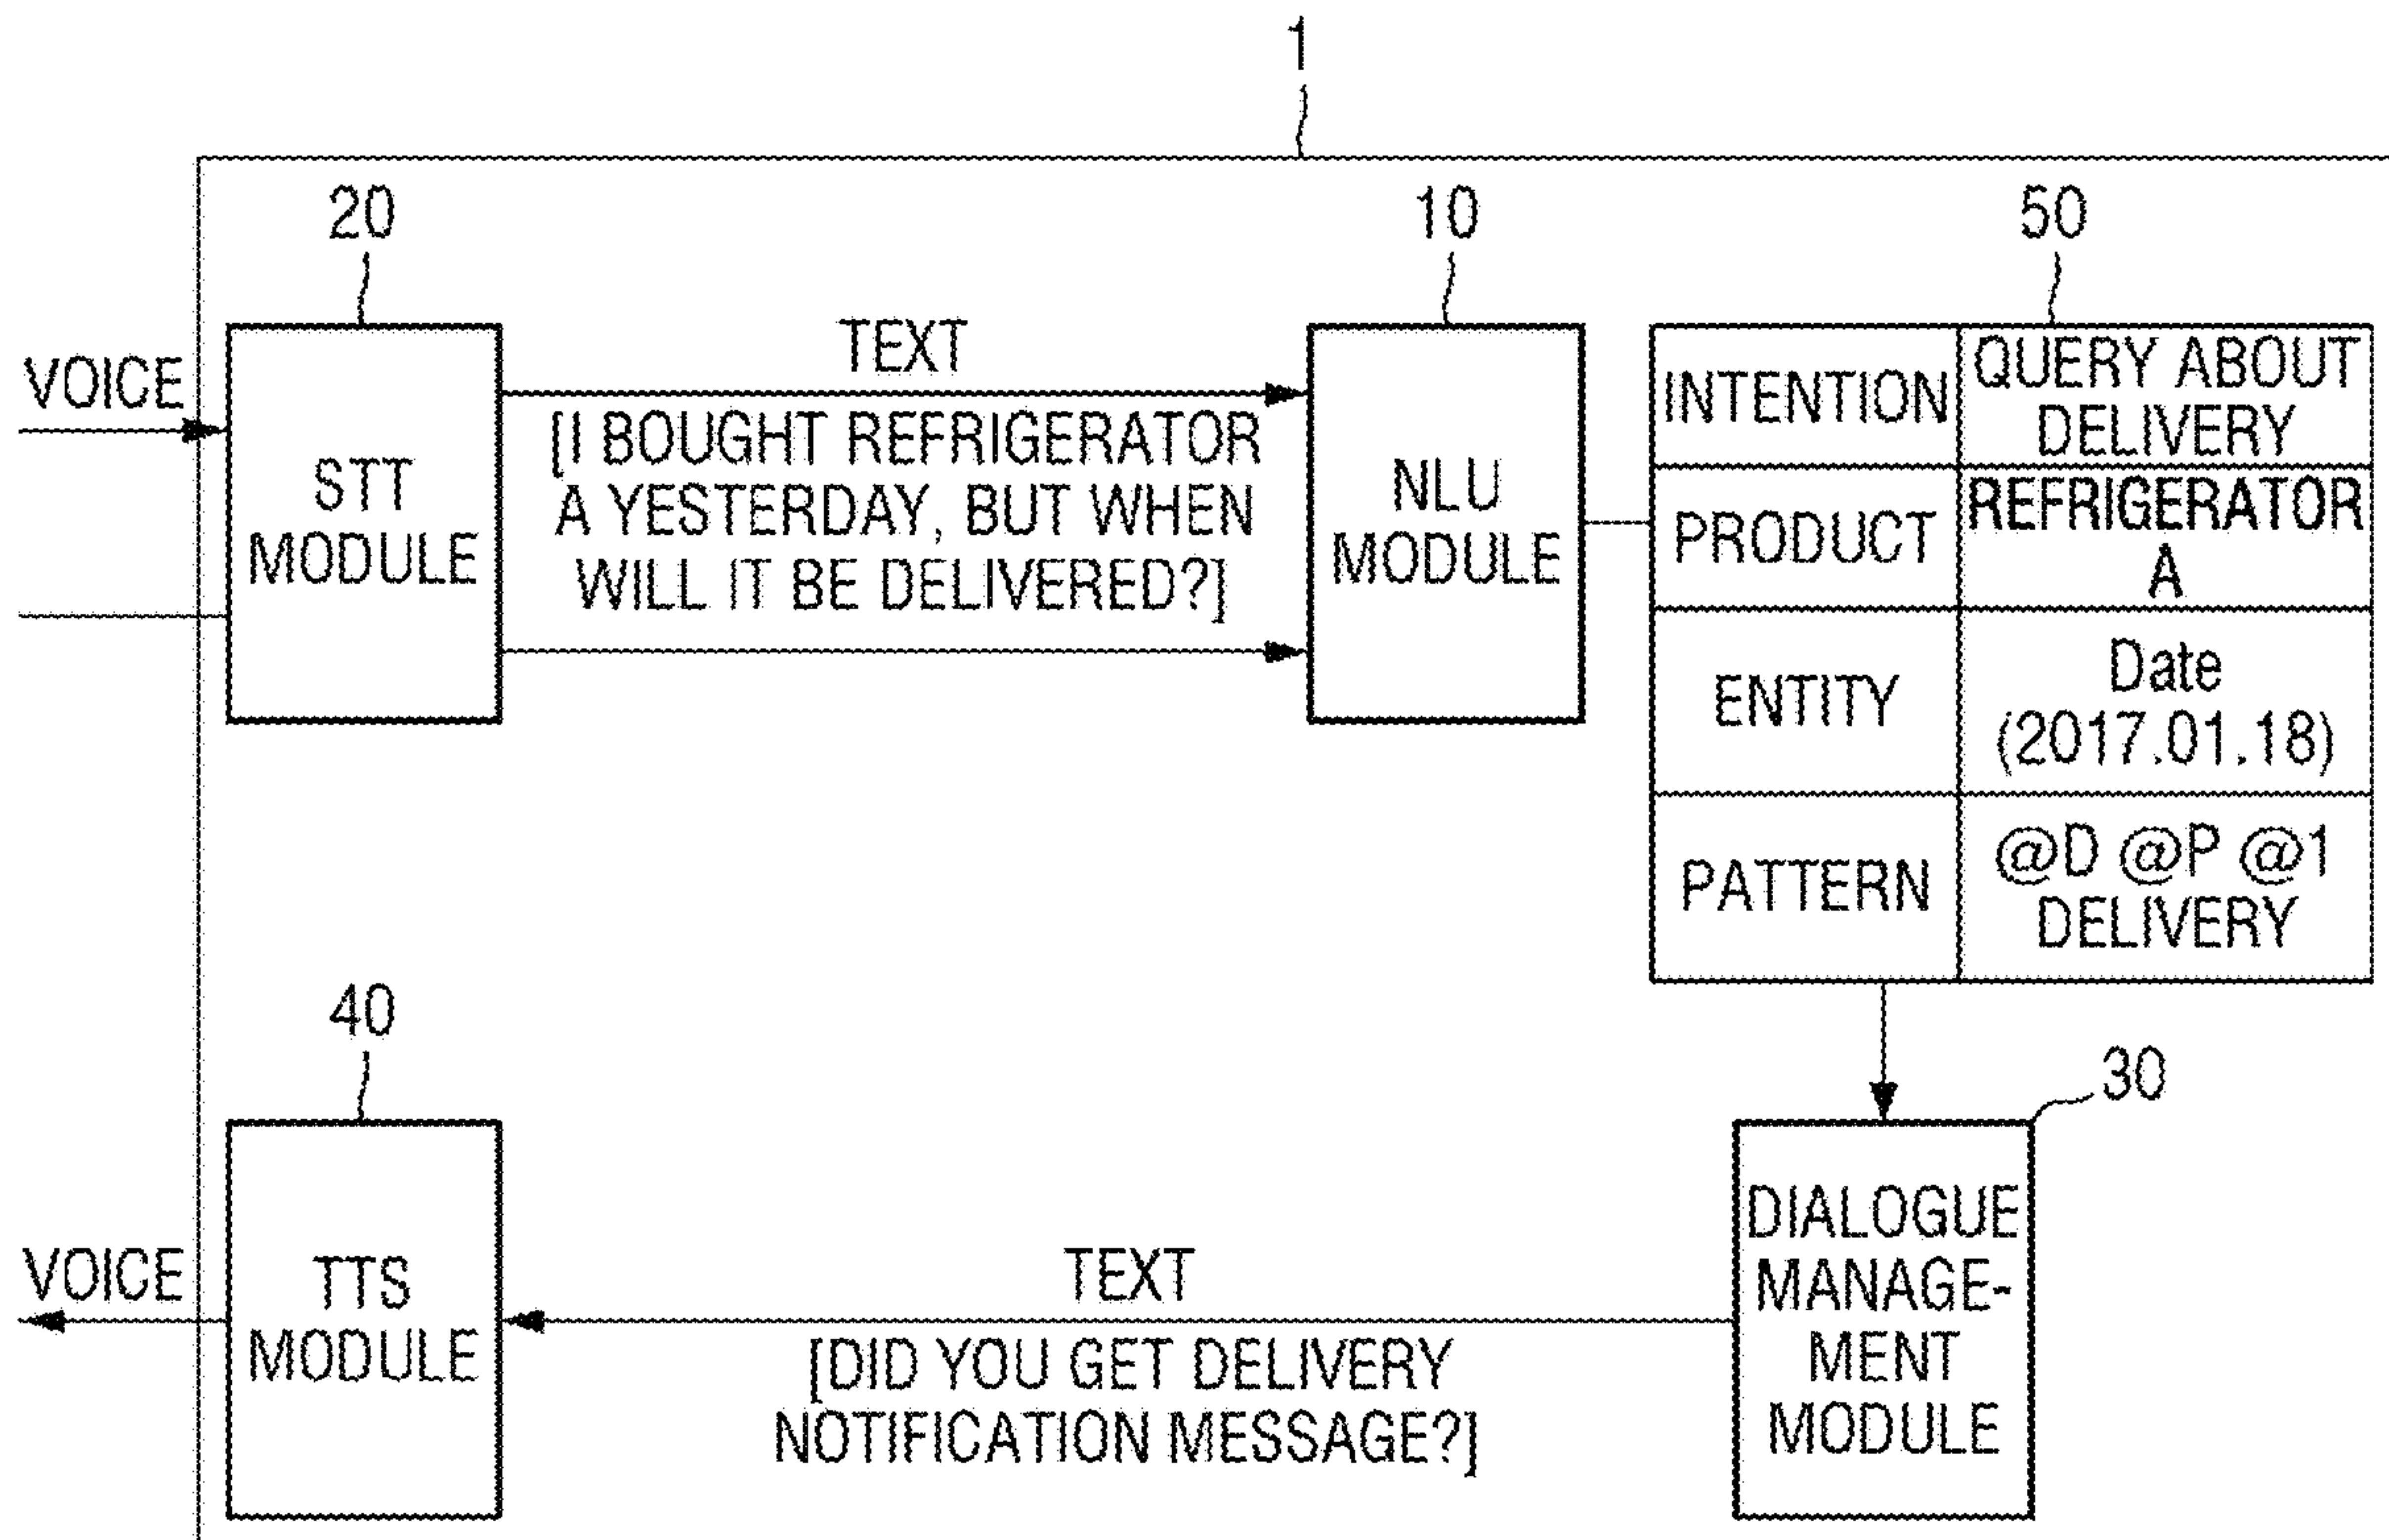 1
20
10
50
VOICE
STT
MODULE
TEXT
[I BOUGHT REFRIGERATOR
A YESTERDAY, BUT WHEN
WILL IT BE DELIVERED?]
NLU
MODULE
INTENTION
QUERY ABOUT
DELIVERY
PRODUCT
REFRIGERATOR
A
ENTITY
Date
(2017.01.18)
PATTERN
@D @P @1
DELIVERY
40
30
VOICE
TTS
MODULE
TEXT
[DID YOU GET DELIVERY
NOTIFICATION MESSAGE?]
DIALOGUE
MANAGE-
MENT
MODULE